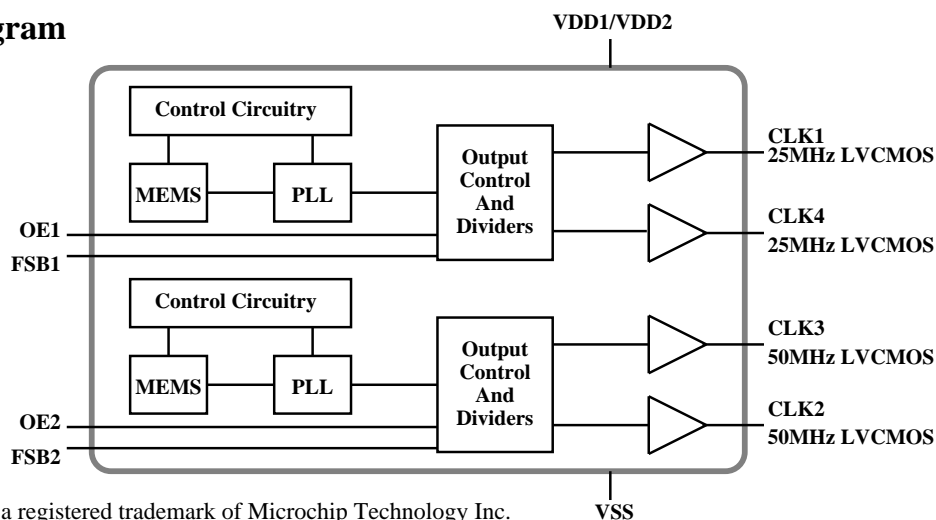 gram
VDD1/VDD2
Control Circuitry
MEMS
PLL
Output
Control
And
Dividers
CLK1
25MHz LVCMOS
CLK4
25MHz LVCMOS
OE1
FSB1
Control Circuitry
MEMS
PLL
Output
Control
And
Dividers
CLK3
50MHz LVCMOS
CLK2
50MHz LVCMOS
OE2
FSB2
a registered trademark of Microchip Technology Inc.
VSS